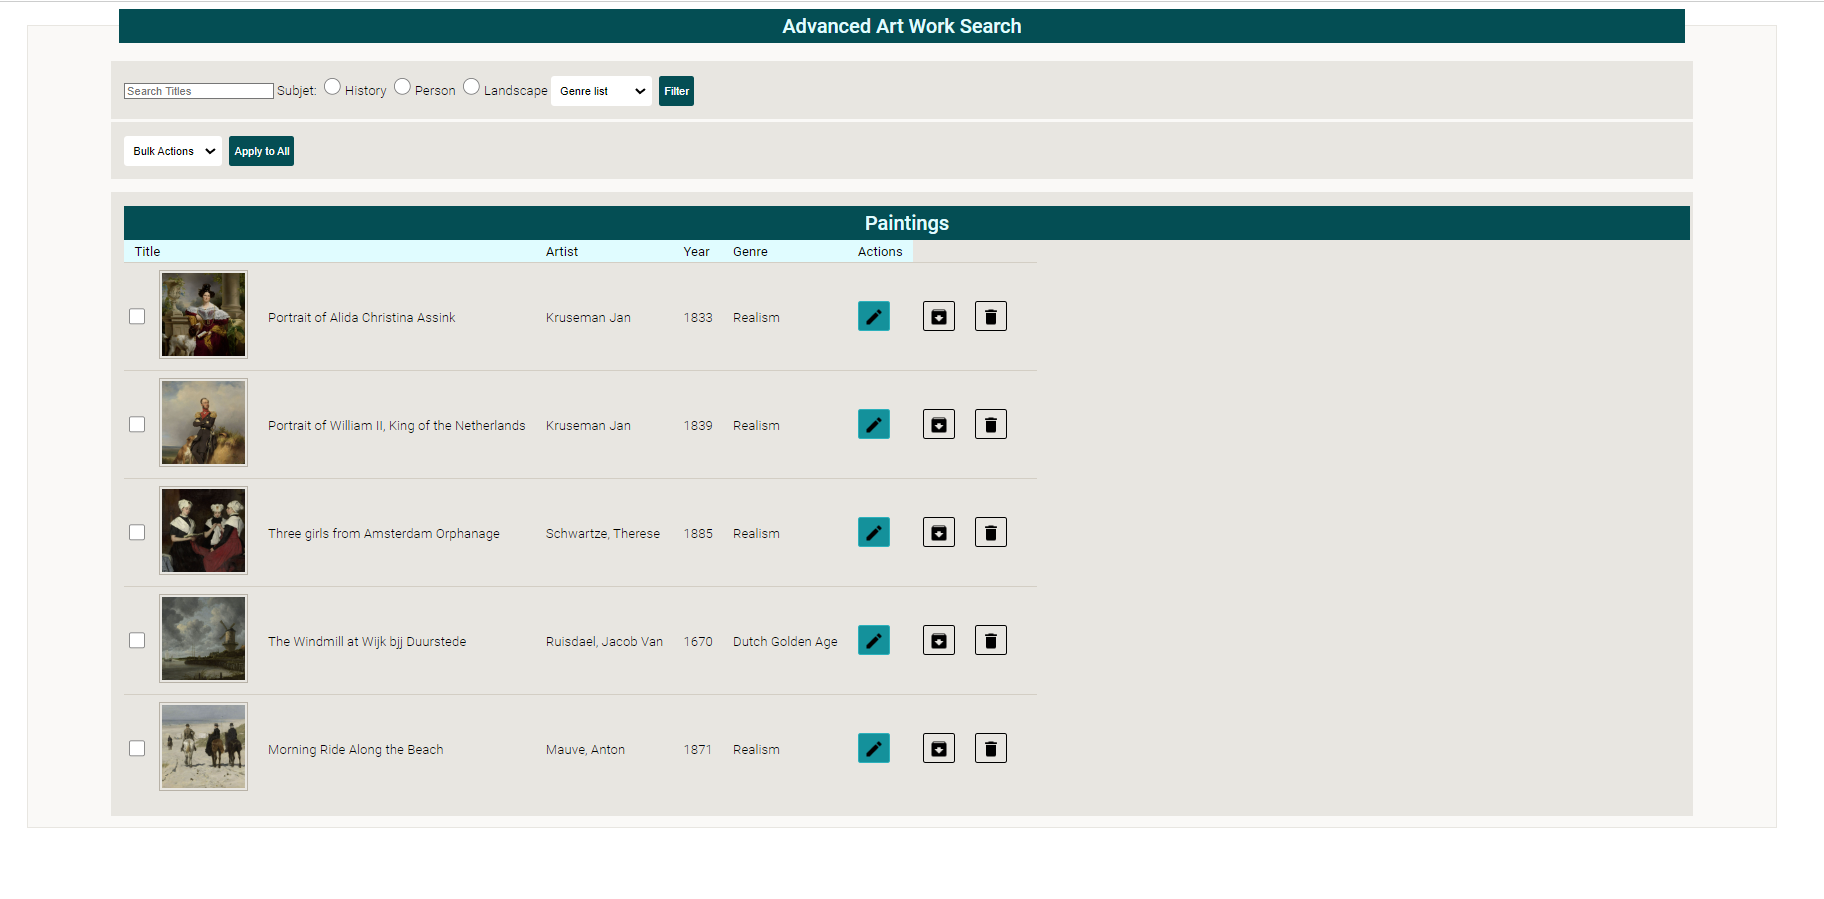 Advanced Art Work Search
Search Titles Subjet: History Person Landscape Genre list Filter
Bulk Actions Apply to All
Paintings
Title Artist Year Genre Actions
Portrait of Alida Christina Assink Kruseman Jan 1833 Realism
Portrait of William II, King of the Netherlands Kruseman Jan 1839 Realism
Three girls from Amsterdam Orphanage Schwartze, Therese 1885 Realism
The Windmill at Wijk bjj Duurstede Ruisdael, Jacob Van 1670 Dutch Golden Age
Morning Ride Along the Beach Mauve, Anton 1871 Realism